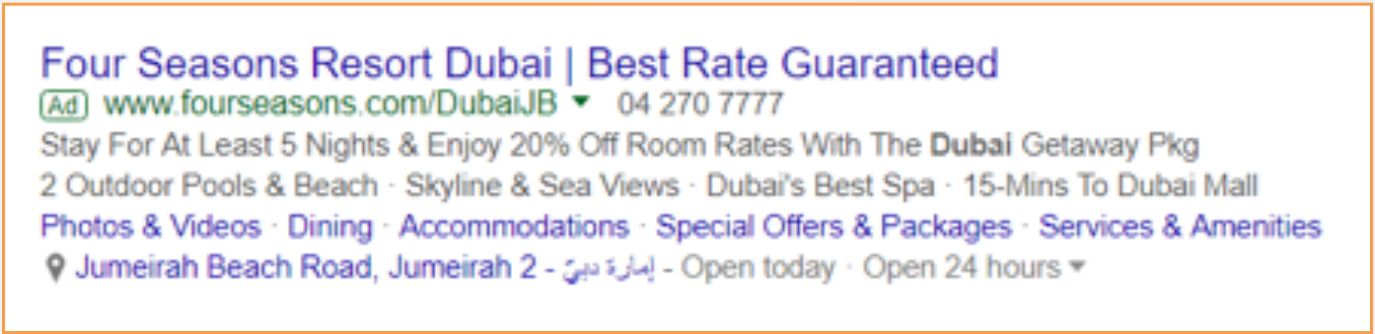 Four Seasons Resort Dubai | Best Rate Guaranteed
Ad www.fourseasons.com/DubaiJB ▼ 04 270 7777
Stay For At Least 5 Nights & Enjoy 20% Off Room Rates With The Dubai Getaway Pkg
2 Outdoor Pools & Beach · Skyline & Sea Views · Dubai's Best Spa · 15-Mins To Dubai Mall
Photos & Videos · Dining · Accommodations · Special Offers & Packages · Services & Amenities
Jumeirah Beach Road, Jumeirah 2 - إمارة دبيّ - Open today · Open 24 hours ▼